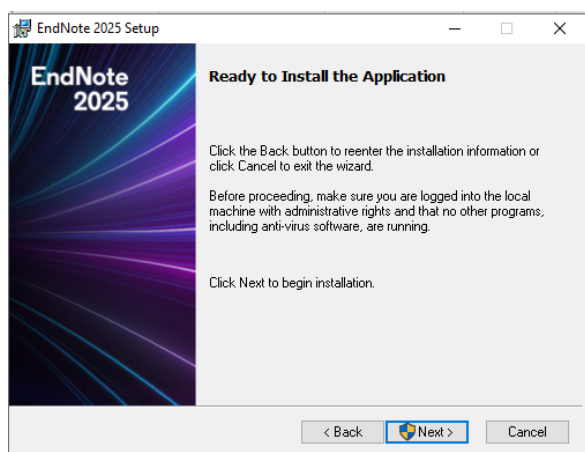 EndNote 2025 Setup
EndNote
2025
Ready to Install the Application
Click the Back button to reenter the installation information or
click Cancel to exit the wizard.
Before proceeding, make sure you are logged into the local
machine with administrative rights and that no other programs,
including anti-virus software, are running.
Click Next to begin installation.
< Back
Next >
Cancel